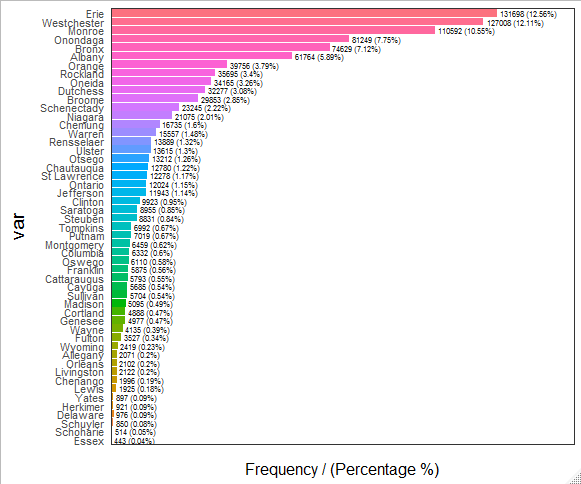 Erie 131698 (12.56%)
Westchester 127008 (12.11%)
Monroe 110592 (10.55%)
Onondaga 81249 (7.75%)
Bronx 74629 (7.12%)
Albany 61764 (5.89%)
Orange 39756 (3.79%)
Rockland 35695 (3.4%)
Oneida 34165 (3.26%)
Dutchess 32277 (3.08%)
Broome 29853 (2.85%)
Schenectady 23245 (2.22%)
Niagara 21075 (2.01%)
Chemung 16735 (1.6%)
Warren 15557 (1.48%)
Rensselaer 13889 (1.32%)
Ulster 13615 (1.3%)
Otsego 13212 (1.26%)
Chautauqua 12780 (1.22%)
St Lawrence 12278 (1.17%)
Ontario 12024 (1.15%)
Jefferson 11943 (1.14%)
Clinton 9923 (0.95%)
Saratoga 8955 (0.85%)
Steuben 8831 (0.84%)
Tompkins 6992 (0.67%)
Putnam 7019 (0.67%)
Montgomery 6459 (0.62%)
Columbia 6332 (0.6%)
Oswego 6110 (0.58%)
Franklin 5875 (0.56%)
Cattaraugus 5793 (0.55%)
Cayuga 5685 (0.54%)
Sullivan 5704 (0.54%)
Madison 5095 (0.49%)
Cortland 4888 (0.47%)
Genesee 4977 (0.47%)
Wayne 4135 (0.39%)
Fulton 3527 (0.34%)
Wyoming 2419 (0.23%)
Allegany 2071 (0.2%)
Orleans 2102 (0.2%)
Livingston 2122 (0.2%)
Chenango 1996 (0.19%)
Lewis 1925 (0.18%)
Yates 897 (0.09%)
Herkimer 921 (0.09%)
Delaware 976 (0.09%)
Schuyler 850 (0.08%)
Schoharie 514 (0.05%)
Essex 443 (0.04%)
var
Frequency / (Percentage %)